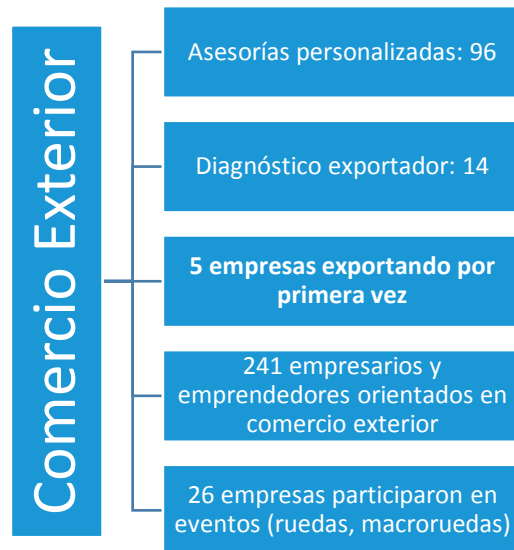 Comercio Exterior
Asesorías personalizadas: 96
Diagnóstico exportador: 14
5 empresas exportando por
primera vez
241 empresarios y
emprendedores orientados en
comercio exterior
26 empresas participaron en
eventos (ruedas, macroruedas)